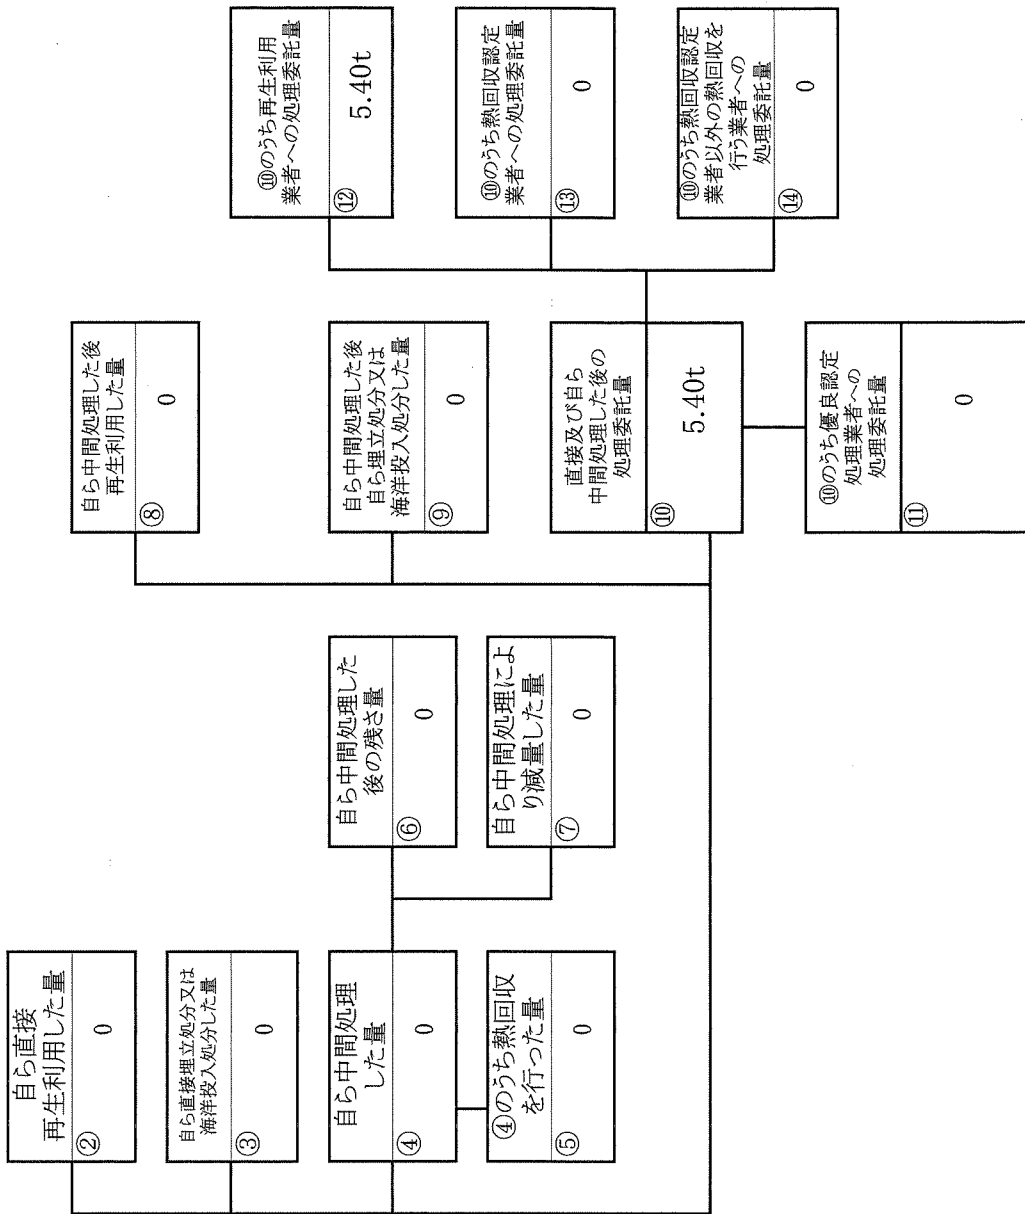 自ら直接
再生利用した量
②
0
自ら直接埋立処分又は
海洋投入処分した量
③
0
自ら中間処理
した量
④
0
④のうち熱回収
を行った量
⑤
0
自ら中間処理した
後の残さ量
⑥
0
自ら中間処理によ
り減量した量
⑦
0
自ら中間処理した後
再生利用した量
⑧
0
自ら中間処理した後
自ら埋立処分又は
海洋投入処分した量
⑨
0
直接及び自ら
中間処理した後の
処理委託量
⑩
5.40t
⑩のうち優良認定
処理業者への
処理委託量
⑪
0
⑩のうち再生利用
業者への処理委託量
⑫
5.40t
⑩のうち熱回収認定
業者への処理委託量
⑬
0
⑩のうち熱回収認定
業者以外の熱回収を
行う業者への
処理委託量
⑭
0